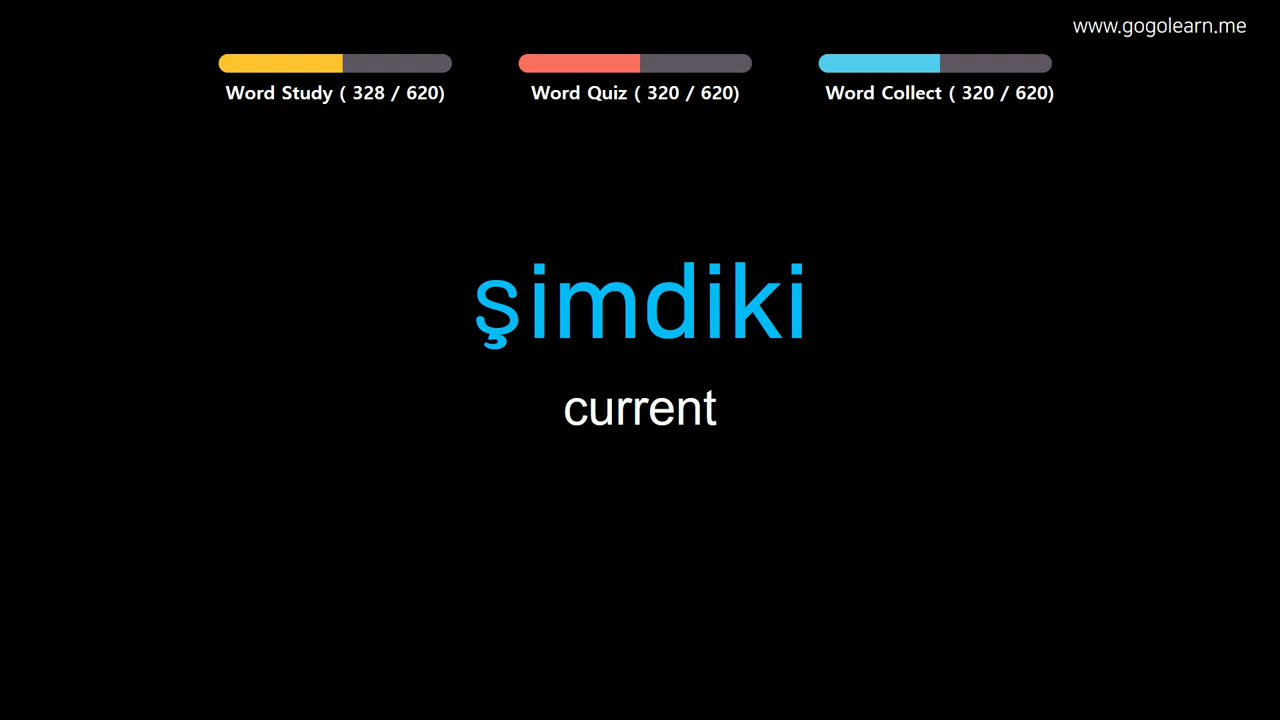 www.gogolearn.me
Word Study ( 328 / 620)
Word Quiz ( 320 / 620)
Word Collect ( 320 / 620)
şimdiki
current